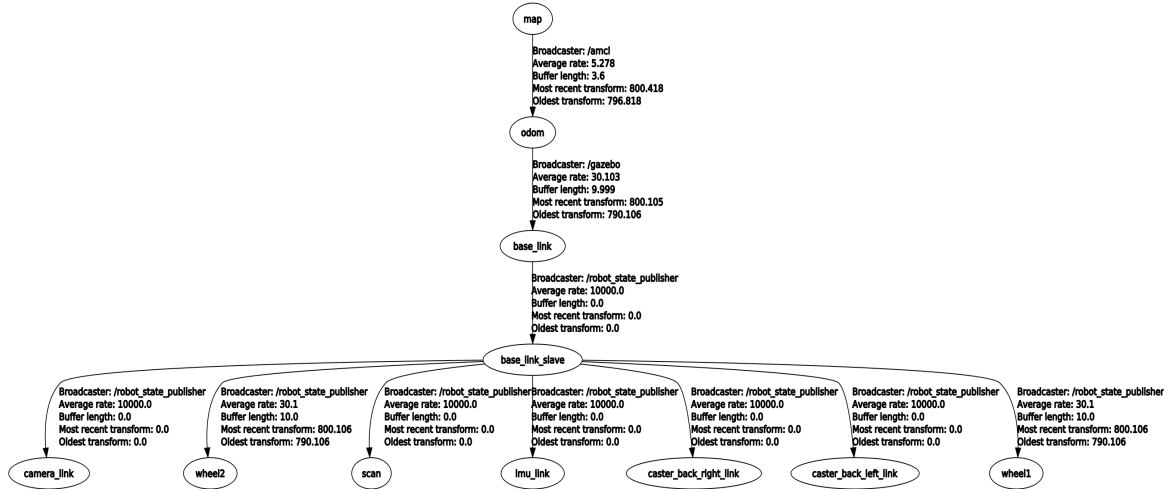 map
Broadcaster: /amcl
Average rate: 5.278
Buffer length: 3.6
Most recent transform: 800.418
Oldest transform: 796.818
odom
Broadcaster: /gazebo
Average rate: 30.103
Buffer length: 9.999
Most recent transform: 800.105
Oldest transform: 790.106
base_link
Broadcaster: /robot_state_publisher
Average rate: 10000.0
Buffer length: 0.0
Most recent transform: 0.0
Oldest transform: 0.0
base_link_slave
Broadcaster: /robot_state_publisher
Average rate: 10000.0
Buffer length: 0.0
Most recent transform: 0.0
Oldest transform: 0.0
camera_link
Broadcaster: /robot_state_publisher
Average rate: 30.1
Buffer length: 10.0
Most recent transform: 800.106
Oldest transform: 790.106
wheel2
Broadcaster: /robot_state_publisher
Average rate: 10000.0
Buffer length: 0.0
Most recent transform: 0.0
Oldest transform: 0.0
scan
Broadcaster: /robot_state_publisher
Average rate: 10000.0
Buffer length: 0.0
Most recent transform: 0.0
Oldest transform: 0.0
imu_link
Broadcaster: /robot_state_publisher
Average rate: 10000.0
Buffer length: 0.0
Most recent transform: 0.0
Oldest transform: 0.0
caster_back_right_link
Broadcaster: /robot_state_publisher
Average rate: 10000.0
Buffer length: 0.0
Most recent transform: 0.0
Oldest transform: 0.0
caster_back_left_link
Broadcaster: /robot_state_publisher
Average rate: 30.1
Buffer length: 10.0
Most recent transform: 800.106
Oldest transform: 790.106
wheel1